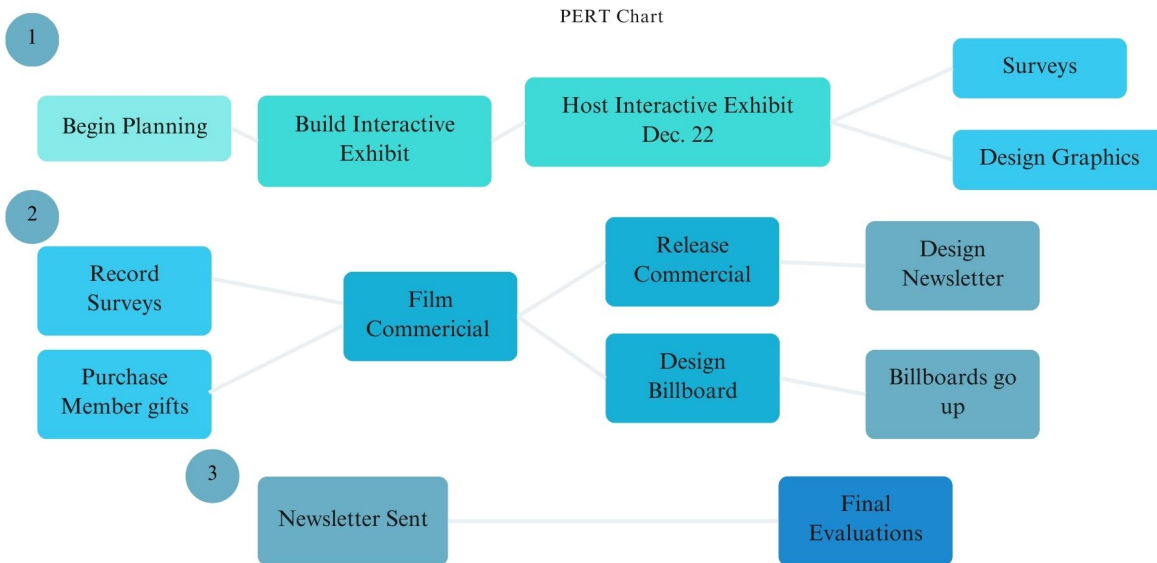 PERT Chart
1
Begin Planning
Build Interactive
Exhibit
Host Interactive Exhibit
Dec. 22
Surveys
Design Graphics
2
Record
Surveys
Purchase
Member gifts
Film
Commericial
Release
Commercial
Design
Billboard
Design
Newsletter
Billboards go
up
3
Newsletter Sent
Final
Evaluations